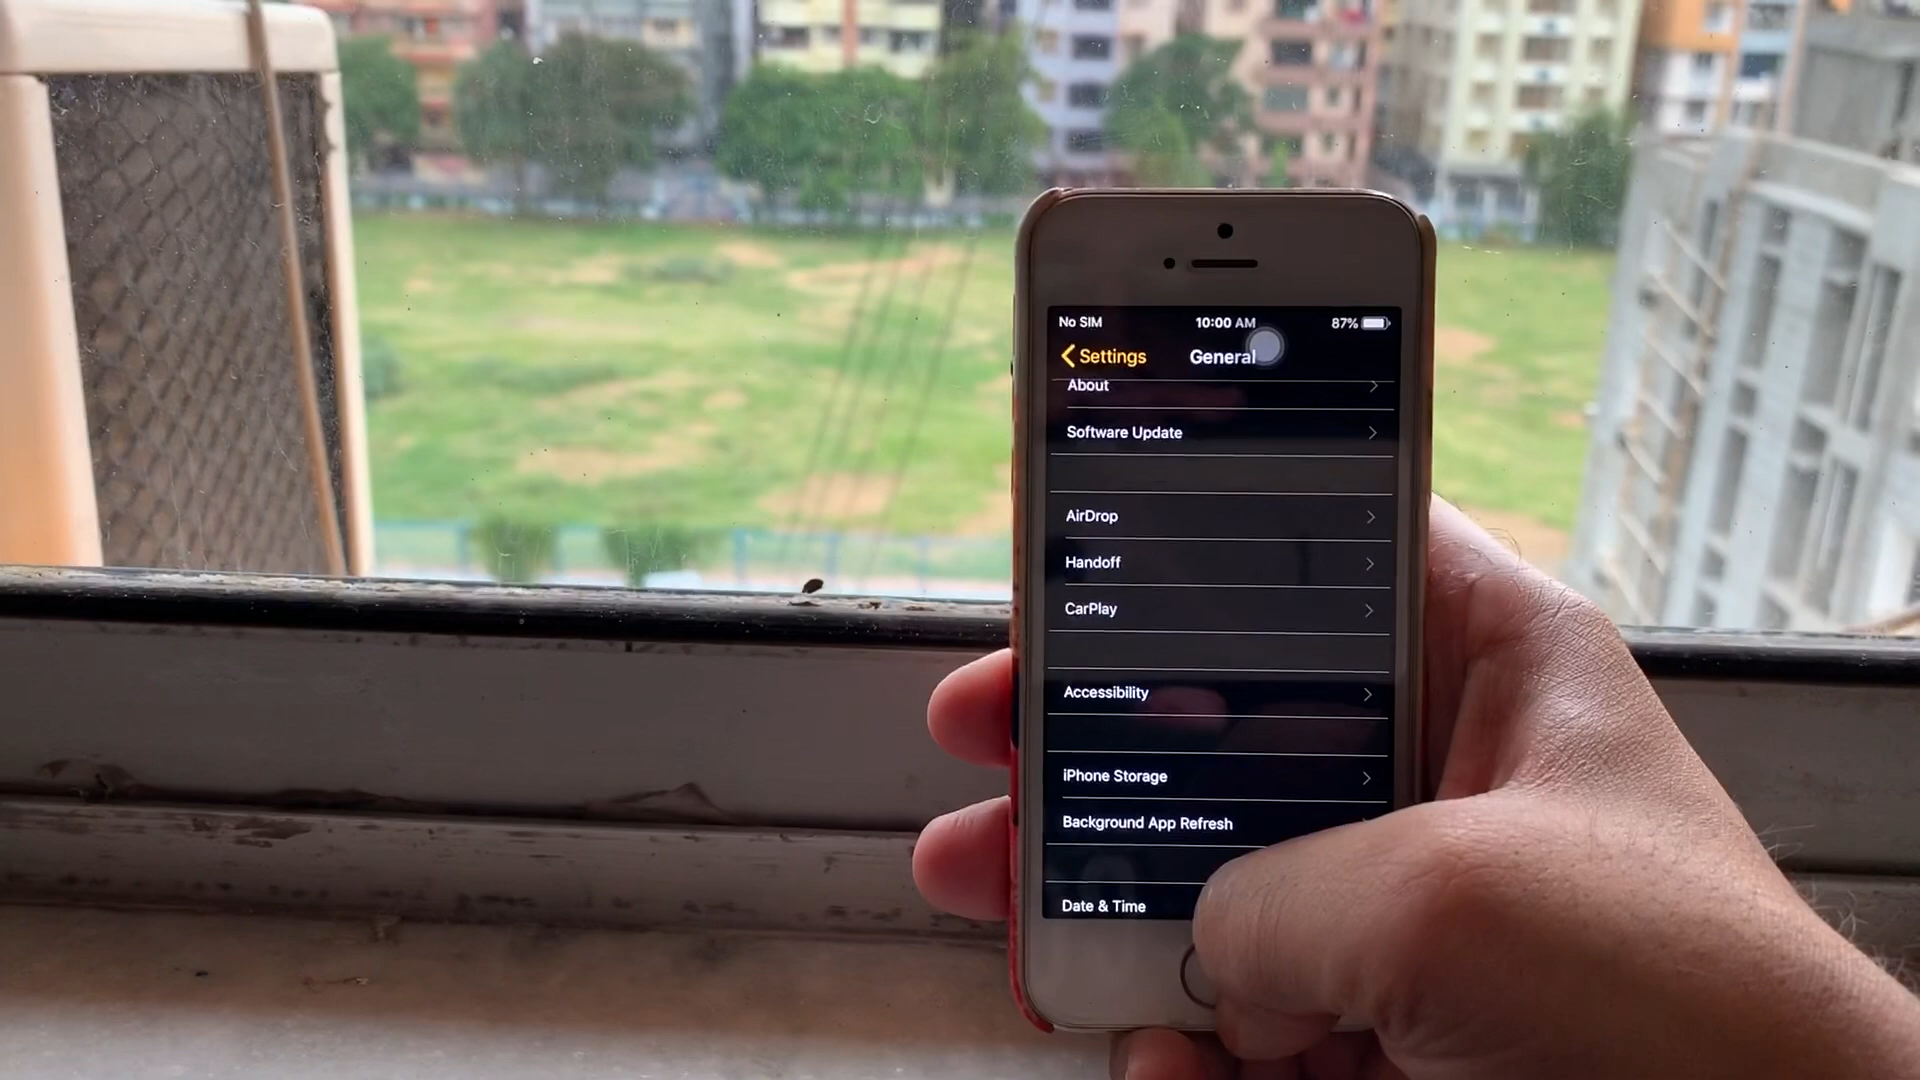 No SIM 10:00 AM 87%
Settings General
About
Software Update
AirDrop
Handoff
CarPlay
Accessibility
iPhone Storage
Background App Refresh
Date & Time